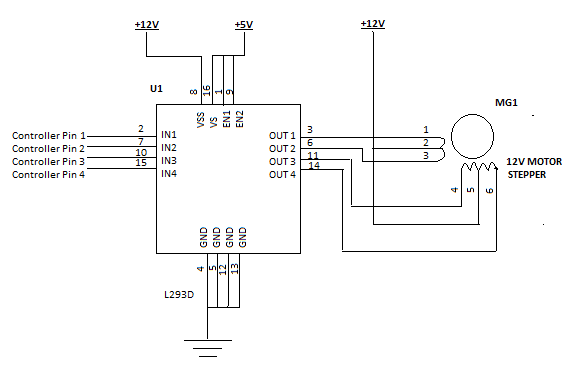 +12V
+5V
+12V
U1
8
16
1
9
VSS
VS
EN1
EN2
MG1
Controller Pin 1
2
IN1
OUT 1
3
1
Controller Pin 2
7
IN2
OUT 2
6
2
Controller Pin 3
10
IN3
OUT 3
11
3
Controller Pin 4
15
IN4
OUT 4
14
12V MOTOR
STEPPER
4
5
6
GND
GND
GND
GND
4
5
12
13
L293D